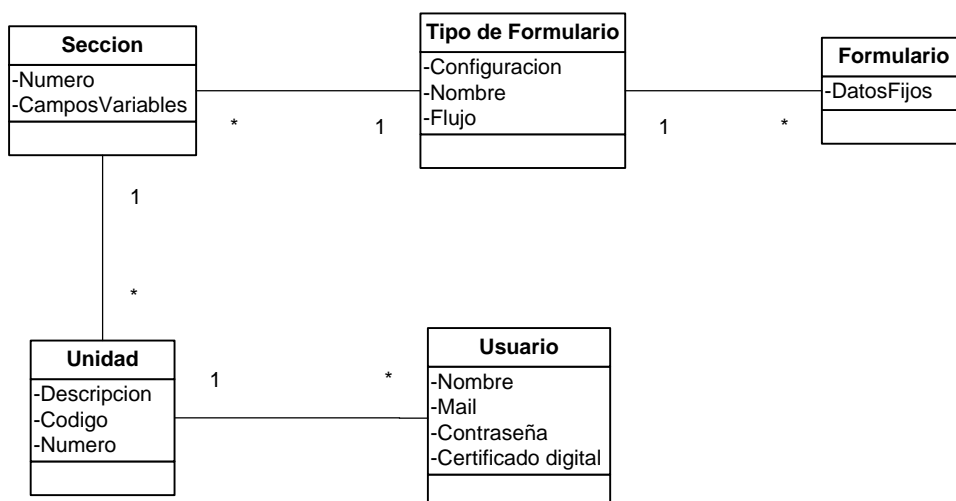 Seccion
-Numero
-CamposVariables
Tipo de Formulario
-Configuracion
-Nombre
-Flujo
Formulario
-DatosFijos
*
1
1
*
1
*
Unidad
-Descripcion
-Codigo
-Numero
1
*
Usuario
-Nombre
-Mail
-Contraseña
-Certificado digital